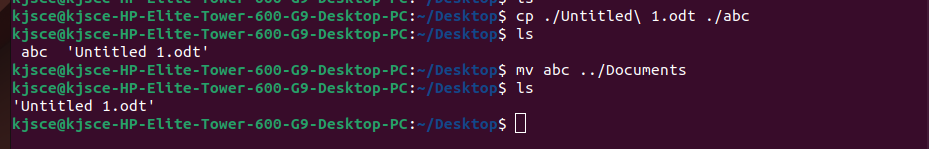 kjsce@kjsce-HP-Elite-Tower-600-G9-Desktop-PC:~/Desktop$ ls
kjsce@kjsce-HP-Elite-Tower-600-G9-Desktop-PC:~/Desktop$ cp ./Untitled\ 1.odt ./abc
kjsce@kjsce-HP-Elite-Tower-600-G9-Desktop-PC:~/Desktop$ ls
 abc  'Untitled 1.odt'
kjsce@kjsce-HP-Elite-Tower-600-G9-Desktop-PC:~/Desktop$ mv abc ../Documents
kjsce@kjsce-HP-Elite-Tower-600-G9-Desktop-PC:~/Desktop$ ls
'Untitled 1.odt'
kjsce@kjsce-HP-Elite-Tower-600-G9-Desktop-PC:~/Desktop$